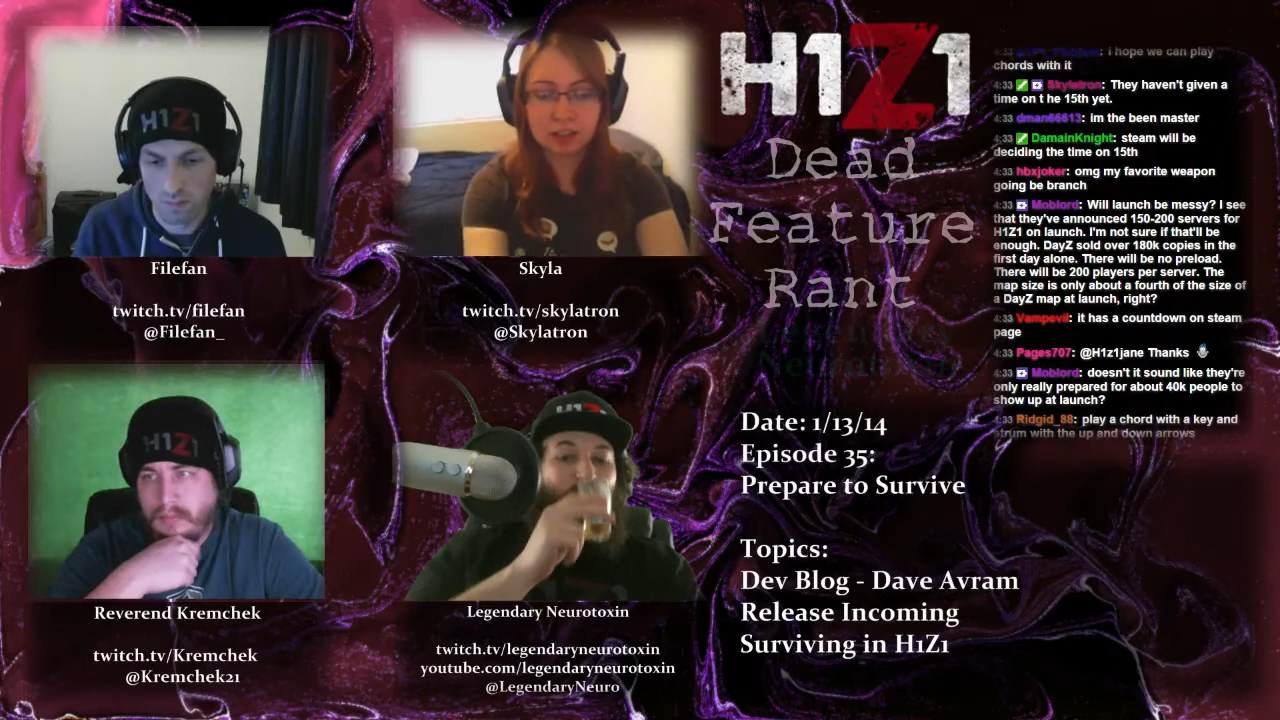 H1Z1
Dead
Feature
Rant
H1Z1
Filefan
twitch.tv/filefan
@Filefan_
Skyla
twitch.tv/skylatron
@Skylatron
H1Z1
Reverend Kremchek
twitch.tv/Kremchek
@Kremchek21
H1Z1
Legendary Neurotoxin
twitch.tv/legendaryneurotoxin
youtube.com/legendaryneurotoxin
@LegendaryNeuro
Date: 1/13/14
Episode 35:
Prepare to Survive
Topics:
Dev Blog - Dave Avram
Release Incoming
Surviving in H1Z1
4:33 : i hope we can play
chords with it
4:33 Skylatron: They haven't given a
time on t he 15th yet.
4:33 dman66613: im the been master
4:33 DamainKnight: steam will be
deciding the time on 15th
4:33 hbxjoker: omg my favorite weapon
going be branch
4:33 Moblord: Will launch be messy? I see
that they've announced 150-200 servers for
H1Z1 on launch. I'm not sure if that'll be
enough. DayZ sold over 180k copies in the
first day alone. There will be no preload.
There will be 200 players per server. The
map size is only about a fourth of the size of
a DayZ map at launch, right?
4:33 Vampevil: it has a countdown on steam
page
4:33 Pages707: @H1z1jane Thanks
4:33 Moblord: doesn't it sound like they're
only really prepared for about 40k people to
show up at launch?
4:33 Ridgid_88: play a chord with a key and
strum with the up and down arrows